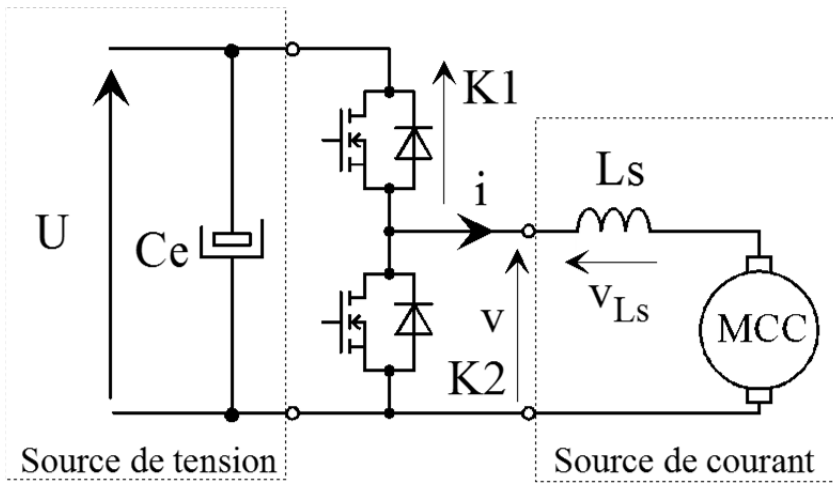 K1
U
Ce
i
Ls
v
VLs
MCC
K2
Source de tension
Source de courant